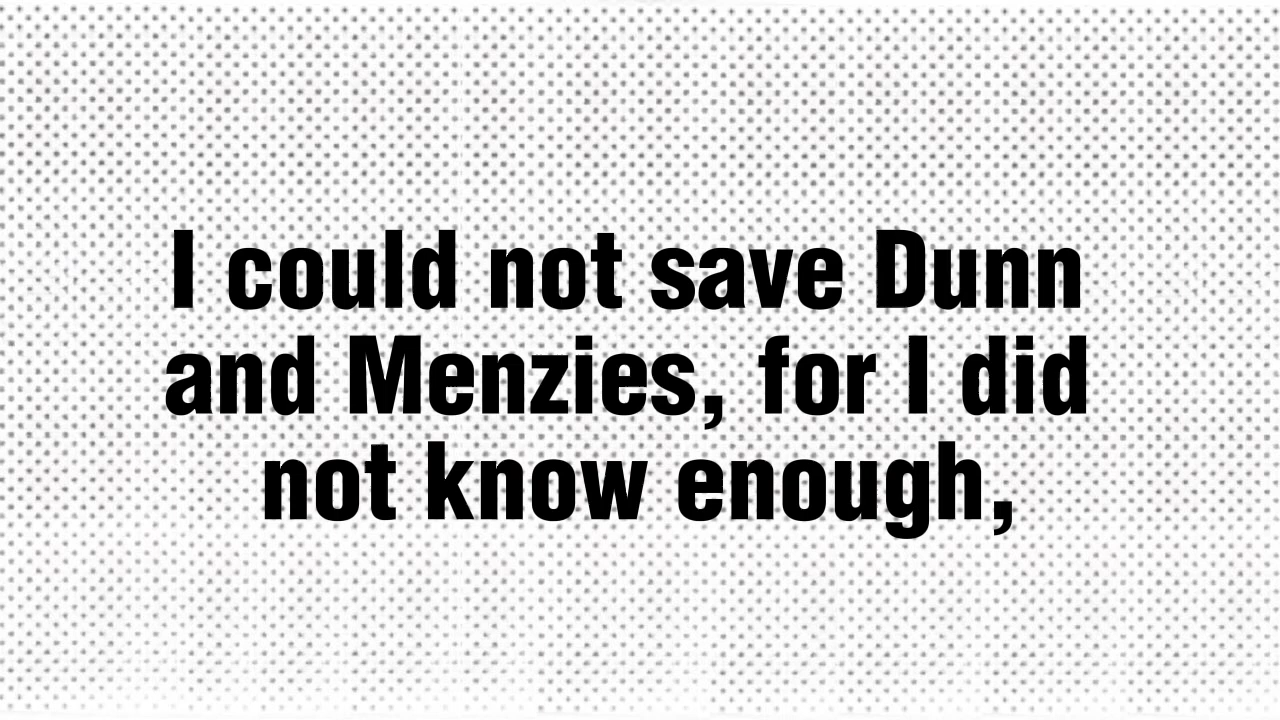 I could not save Dunn
and Menzies, for I did
not know enough,